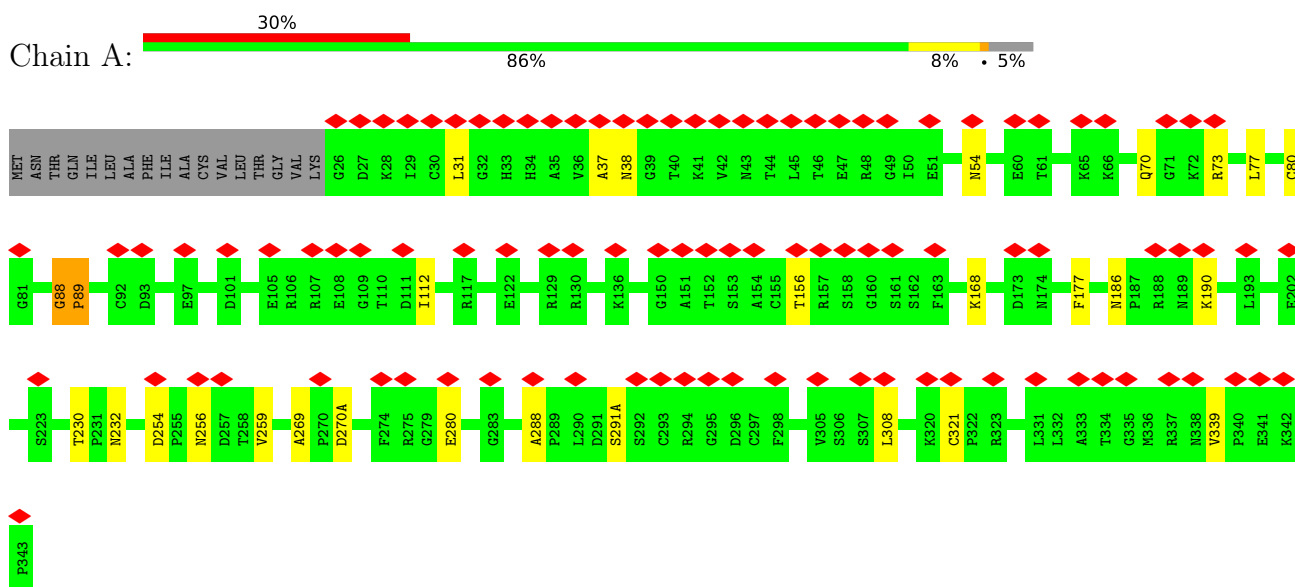 30%
Chain A:
86% 8% • 5%
MET ASN THR GLN ILE LEU ALA PHE ILE ALA CYS VAL LEU THR GLY VAL LYS G26 D27 K28 I29 C30 L31 G32 H33 H34 A35 V36 A37 N38 G39 T40 K41 V42 N43 T44 L45 T46 E47 R48 G49 I50 E51 N54 E60 T61 K65 K66 Q70 G71 K72 R73 L77 C80
G81 G88 P89 C92 D93 E97 D101 E105 R106 R107 E108 G109 T110 D111 I112 R117 E122 R129 R130 K136 G150 A151 T152 S153 A154 C155 T156 R157 S158 G160 S161 S162 F163 K168 D173 N174 F177 N186 P187 R188 N189 K190 L193 E202
S223 T230 P231 N232 D254 P255 N256 D257 T258 V259 A269 P270 D270A F274 R275 G279 E280 G283 A288 P289 L290 D291 S291A S292 C293 R294 G295 D296 C297 F298 V305 S306 S307 L308 K320 C321 P322 R323 L331 L332 A333 T334 G335 M336 R337 N338 V339 P340 E341 K342
P343